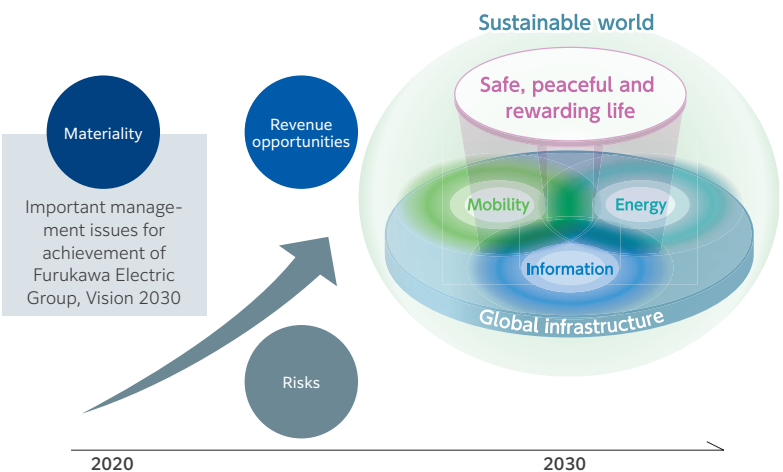 Sustainable world
Safe, peaceful and
rewarding life
Materiality
Revenue
opportunities
Important manage-
ment issues for
achievement of
Furukawa Electric
Group, Vision 2030
Mobility
Energy
Information
Global infrastructure
Risks
2020
2030